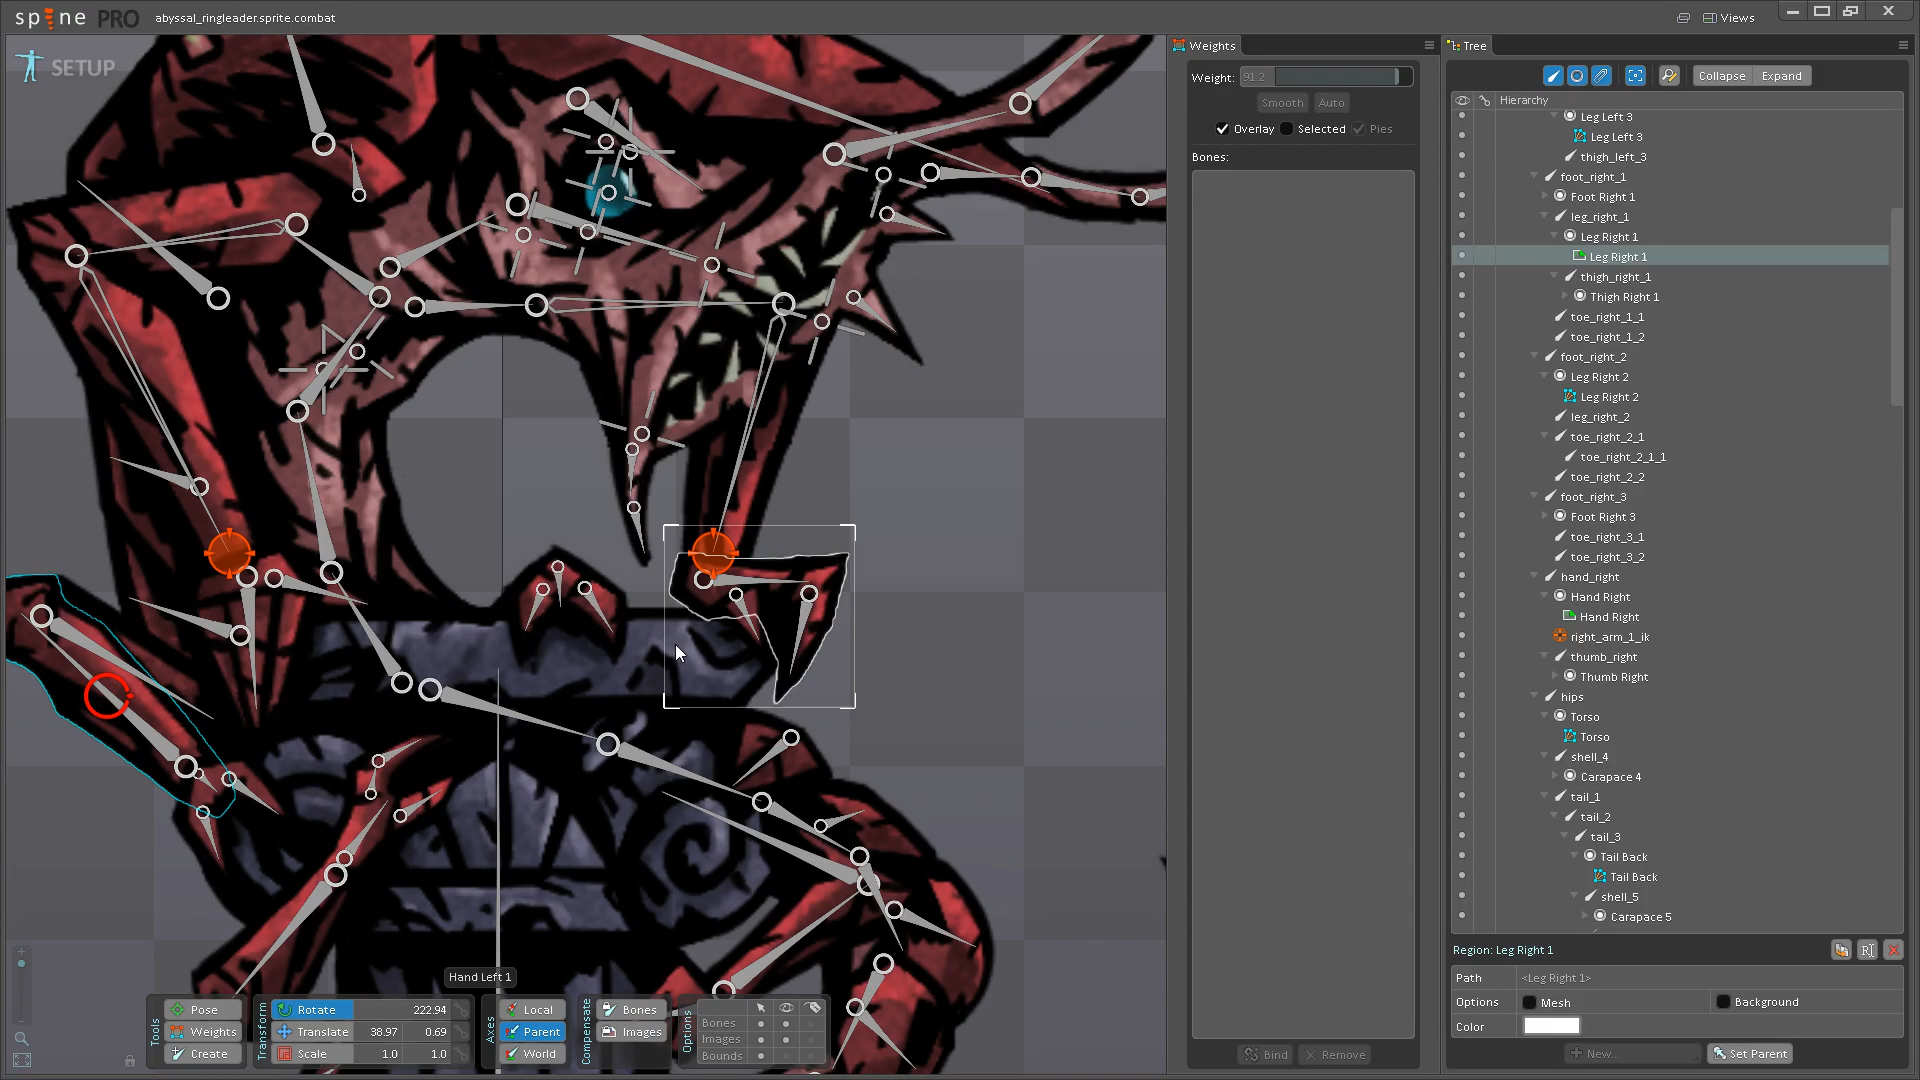 spine PRO
abyssal_ringleader.sprite.combat
Views
SETUP
Weights
Weight: 91.2
Smooth
Auto
Overlay
Selected
Pies
Bones:
Bind
Remove
Tree
Collapse
Expand
Hierarchy
Leg Left 3
Leg Left 3
thigh_left_3
foot_right_1
Foot Right 1
leg_right_1
Leg Right 1
Leg Right 1
thigh_right_1
Thigh Right 1
toe_right_1_1
toe_right_1_2
foot_right_2
Leg Right 2
Leg Right 2
leg_right_2
toe_right_2_1
toe_right_2_1_1
toe_right_2_2
foot_right_3
Foot Right 3
toe_right_3_1
toe_right_3_2
hand_right
Hand Right
Hand Right
right_arm_1_ik
thumb_right
Thumb Right
hips
Torso
Torso
shell_4
Carapace 4
tail_1
tail_2
tail_3
Tail Back
Tail Back
shell_5
Carapace 5
Region: Leg Right 1
Path <Leg Right 1>
Options Mesh Background
Color
New...
Set Parent
Hand Left 1
Tools
Pose
Weights
Create
Transform
Rotate 222.94
Translate 38.97 0.69
Scale 1.0 1.0
Axes
Local
Parent
World
Compensate
Bones
Images
Options
Bones
Images
Bounds